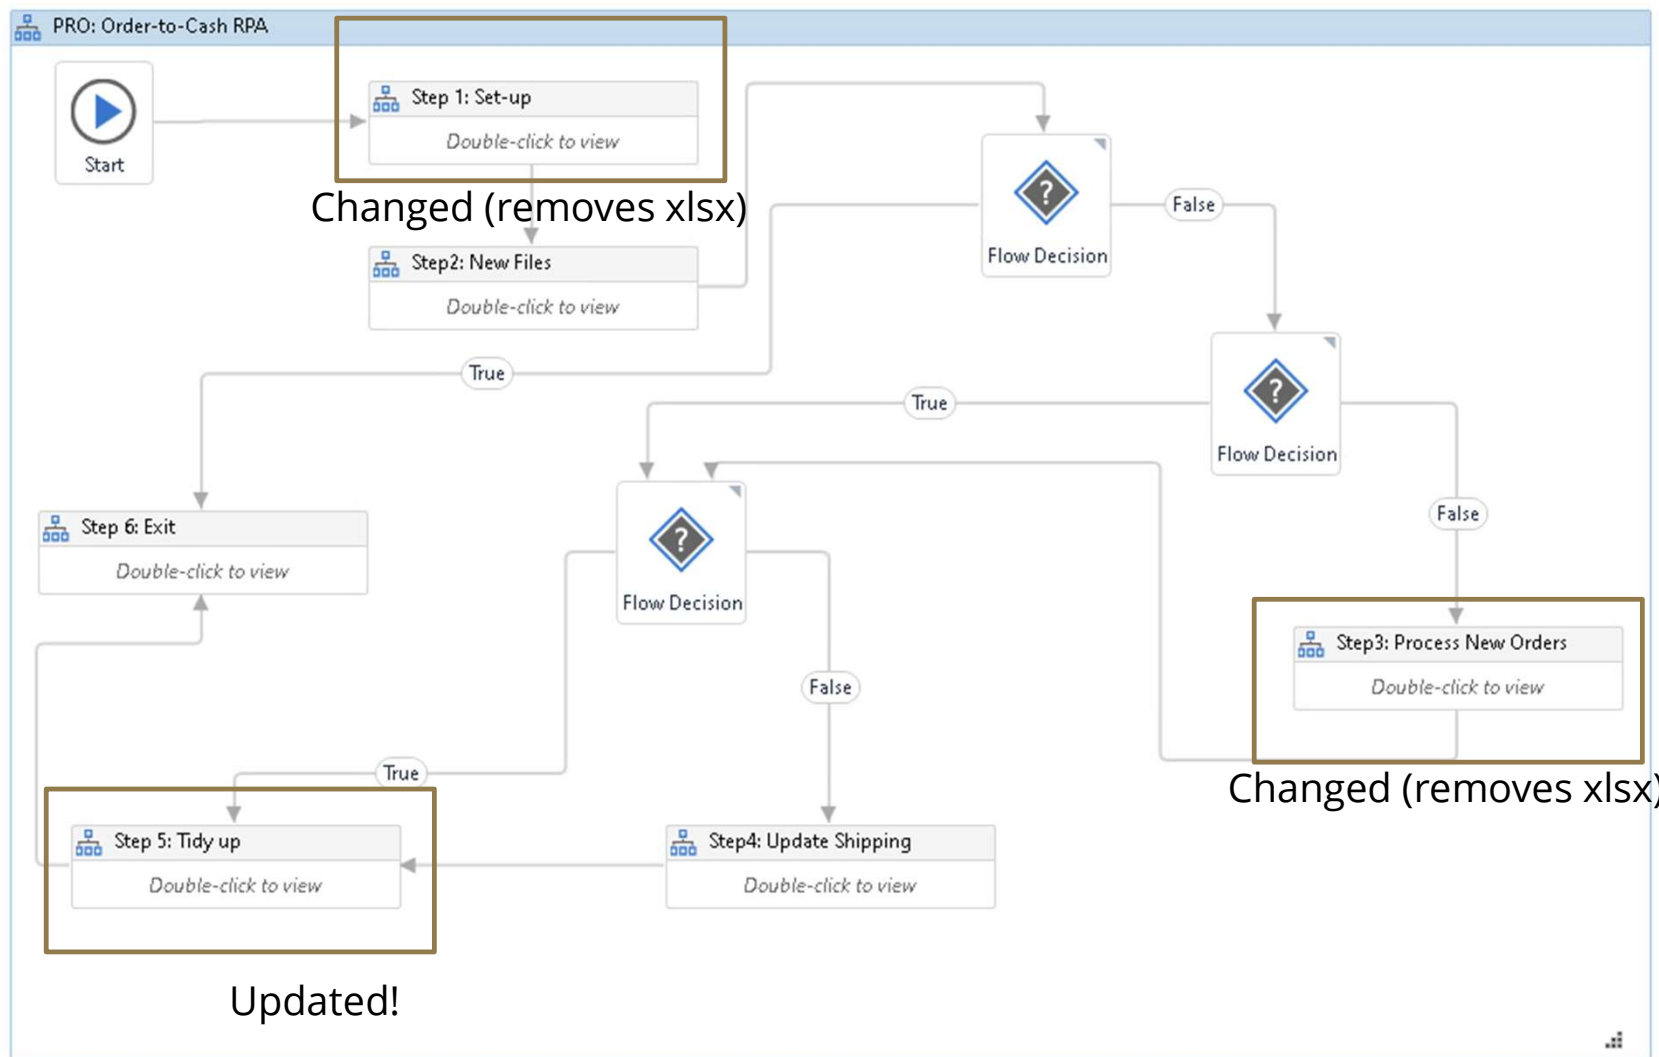 PRO: Order-to-Cash RPA
Start
Step 1: Set-up
Double-click to view
Changed (removes xlsx)
Step2: New Files
Double-click to view
?
Flow Decision
False
True
?
Flow Decision
True
False
?
Flow Decision
Step 6: Exit
Double-click to view
Step3: Process New Orders
Double-click to view
Changed (removes xlsx)
False
True
Step 5: Tidy up
Double-click to view
Step4: Update Shipping
Double-click to view
Updated!